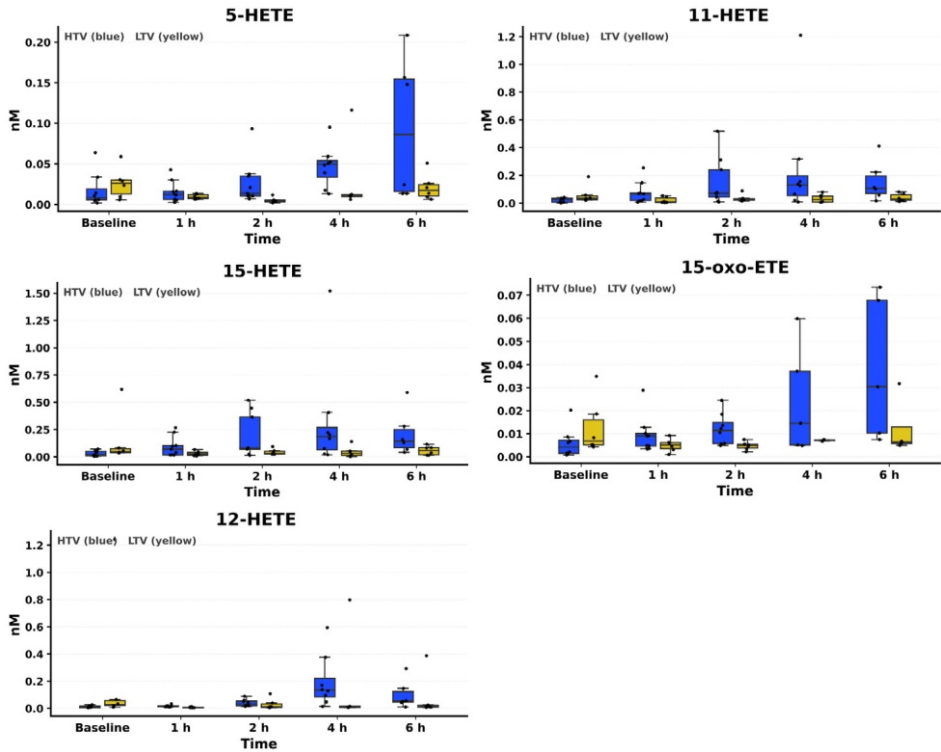 5-HETE
HTV (blue) LTV (yellow)
0.20
0.15
0.10
0.05
0.00
nM
Baseline 1 h 2 h 4 h 6 h
Time
11-HETE
HTV (blue) LTV (yellow)
1.2
1.0
0.8
0.6
0.4
0.2
0.0
nM
Baseline 1 h 2 h 4 h 6 h
Time
15-HETE
HTV (blue) LTV (yellow)
1.50
1.25
1.00
0.75
0.50
0.25
0.00
nM
Baseline 1 h 2 h 4 h 6 h
Time
15-oxo-ETE
HTV (blue) LTV (yellow)
0.07
0.06
0.05
0.04
0.03
0.02
0.01
0.00
nM
Baseline 1 h 2 h 4 h 6 h
Time
12-HETE
HTV (blue) LTV (yellow)
1.2
1.0
0.8
0.6
0.4
0.2
0.0
nM
Baseline 1 h 2 h 4 h 6 h
Time